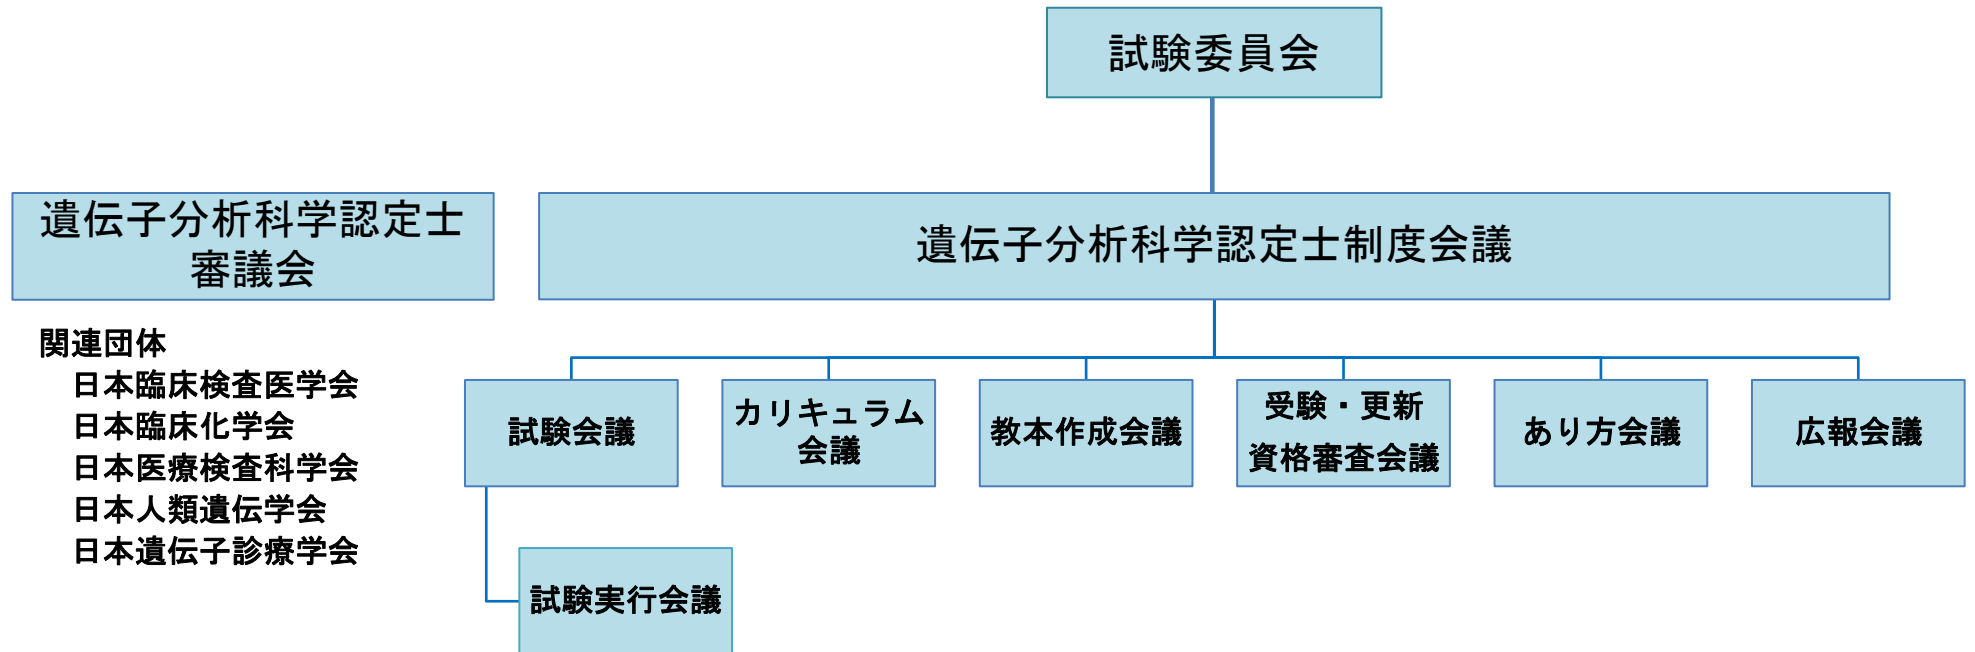 試験委員会
遺伝子分析科学認定士
審議会
遺伝子分析科学認定士制度会議
関連団体
日本臨床検査医学会
日本臨床化学会
日本医療検査科学会
日本人類遺伝学会
日本遺伝子診療学会
試験会議
カリキュラム
会議
教本作成会議
受験・更新
資格審査会議
あり方会議
広報会議
試験実行会議